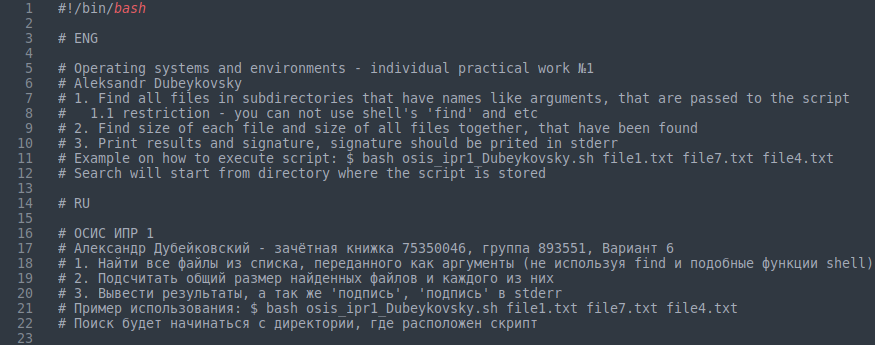 1 #!/bin/bash
2
3 # ENG
4
5 # Operating systems and environments - individual practical work №1
6 # Aleksandr Dubeykovsky
7 # 1. Find all files in subdirectories that have names like arguments, that are passed to the script
8 #   1.1 restriction - you can not use shell's 'find' and etc
9 # 2. Find size of each file and size of all files together, that have been found
10 # 3. Print results and signature, signature should be prited in stderr
11 # Example on how to execute script: $ bash osis_ipr1_Dubeykovsky.sh file1.txt file7.txt file4.txt
12 # Search will start from directory where the script is stored
13
14 # RU
15
16 # ОСИС ИПР 1
17 # Александр Дубейковский - зачётная книжка 75350046, группа 893551, Вариант 6
18 # 1. Найти все файлы из списка, переданного как аргументы (не используя find и подобные функции shell)
19 # 2. Подсчитать общий размер найденных файлов и каждого из них
20 # 3. Вывести результаты, а так же 'подпись', 'подпись' в stderr
21 # Пример использования: $ bash osis_ipr1_Dubeykovsky.sh file1.txt file7.txt file4.txt
22 # Поиск будет начинаться с директории, где расположен скрипт
23